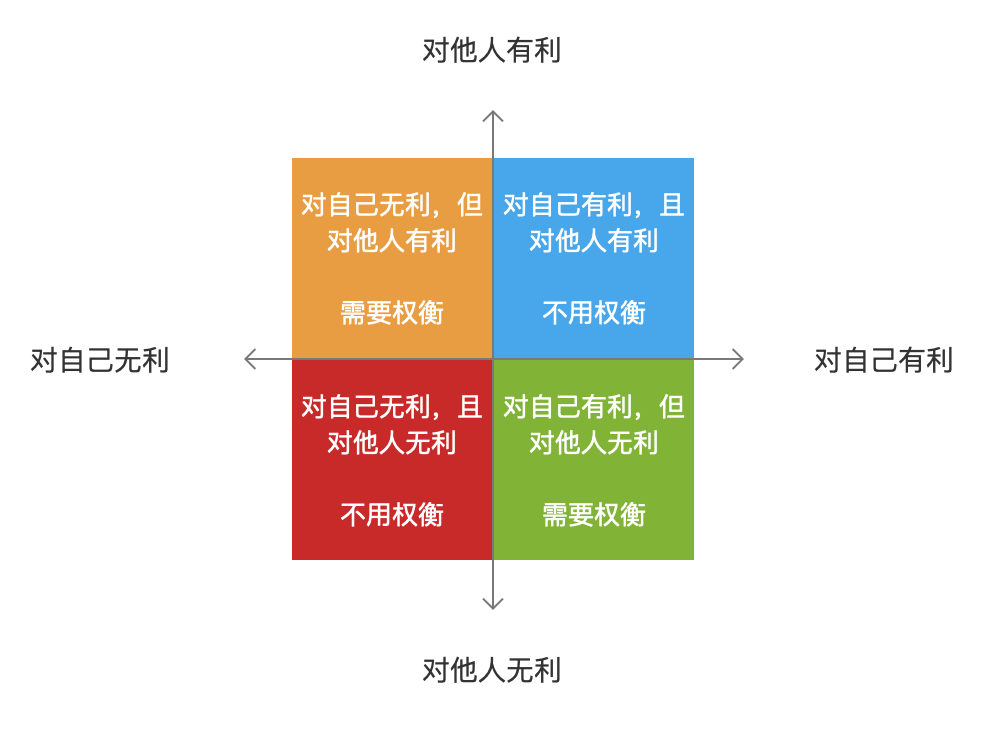 对他人有利
对自己无利，但
对他人有利
需要权衡
对自己有利，且
对他人有利
不用权衡
对自己无利
对自己有利
对自己无利，且
对他人无利
不用权衡
对自己有利，但
对他人无利
需要权衡
对他人无利